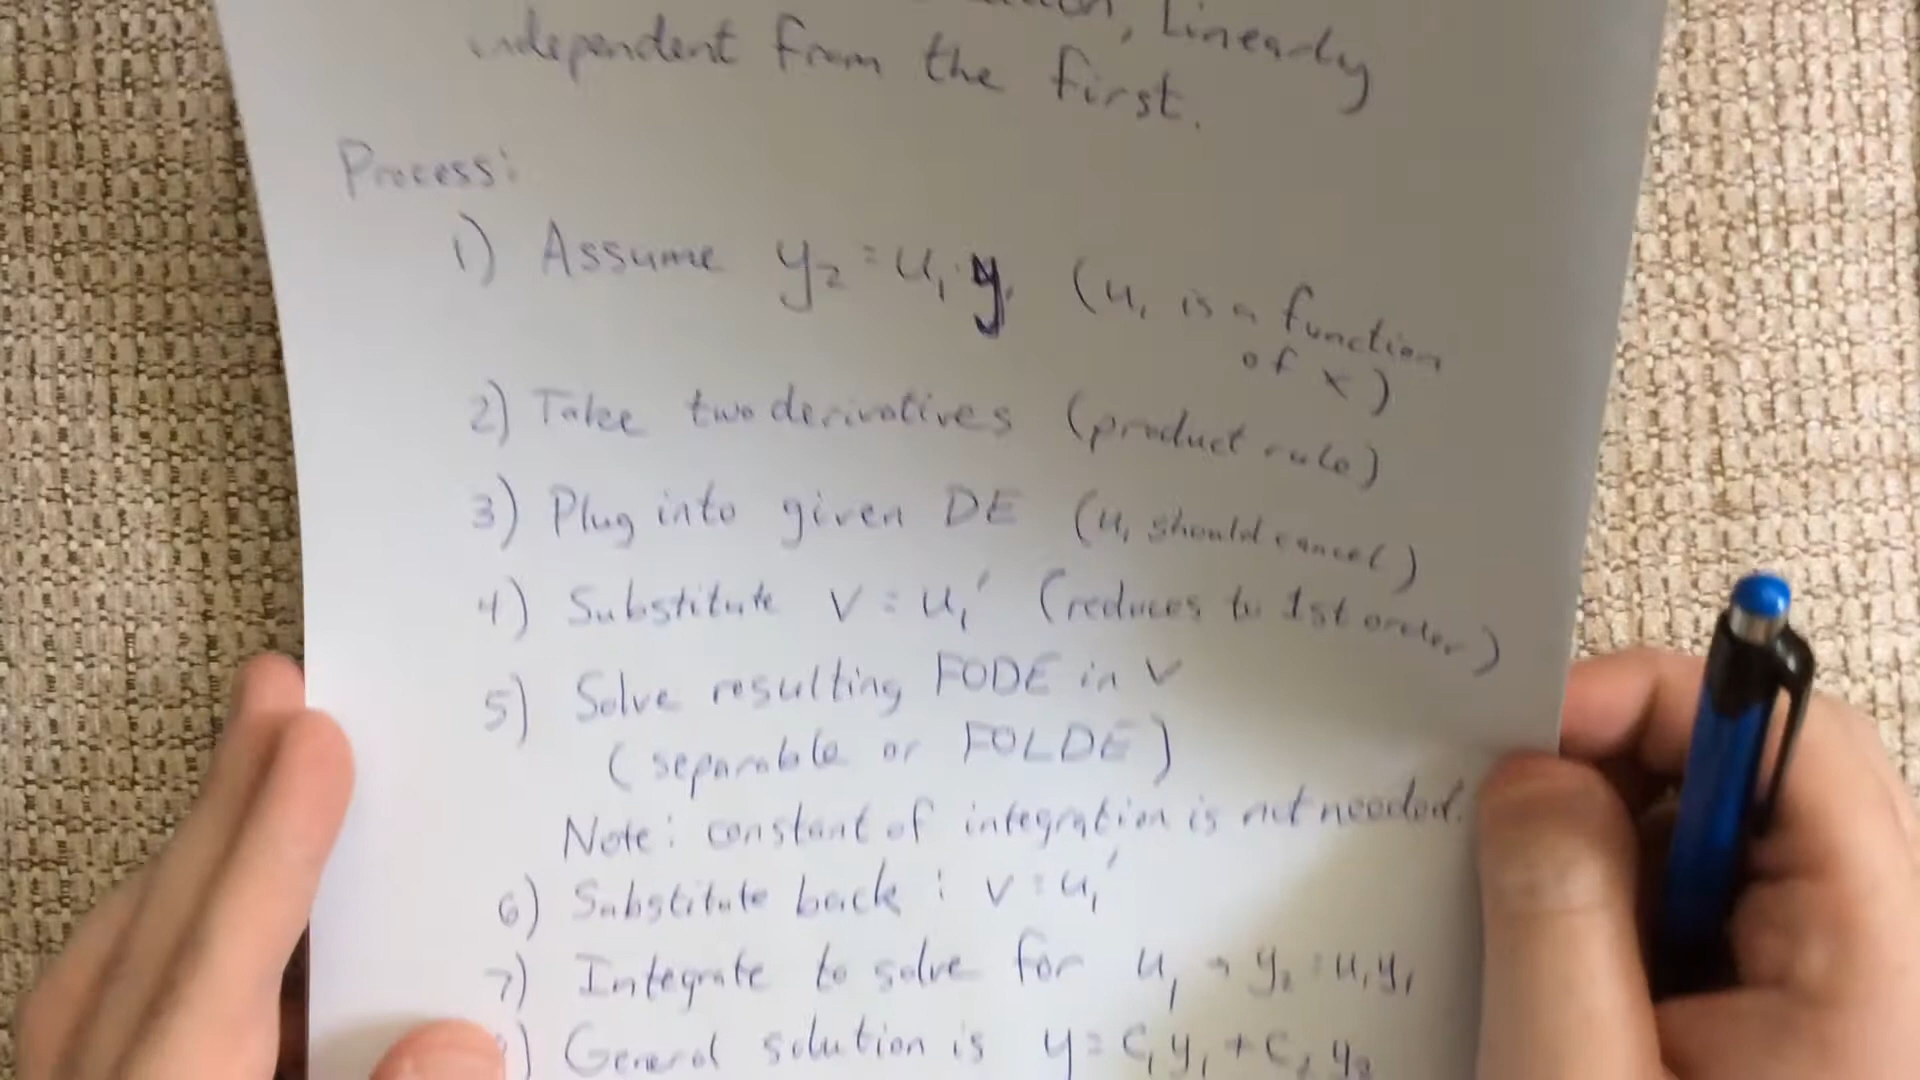 , Linearly
independent from the first.
Process:
1) Assume y₂ = u₁·y₁ (u₁ is a function
of x)
2) Take two derivatives (product rule)
3) Plug into given DE (u₁ should cancel)
4) Substitute v = u₁' (reduces to 1st order)
5) Solve resulting FODE in v
(separable or FOLDE)
Note: constant of integration is not needed.
6) Substitute back: v = u₁'
7) Integrate to solve for u₁ → y₂ = u₁y₁
) General solution is y = c₁y₁ + c₂y₂